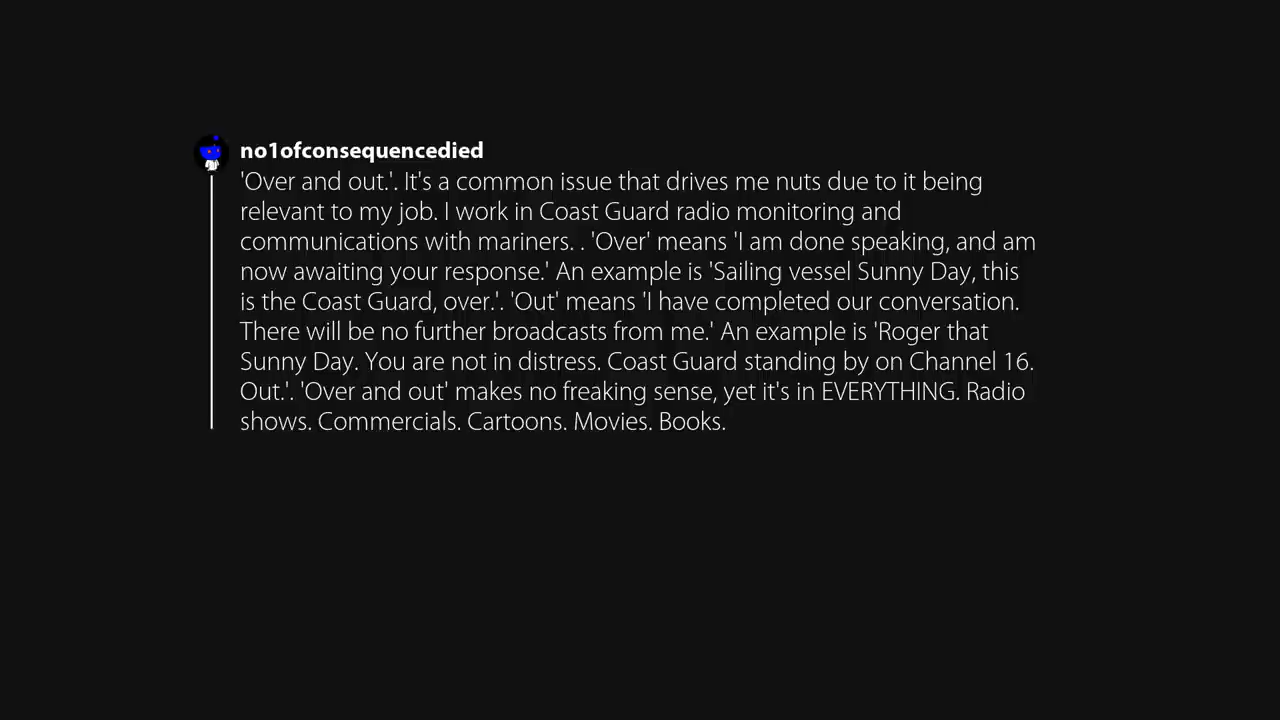 no1ofconsequencedied
'Over and out.'. It's a common issue that drives me nuts due to it being
relevant to my job. I work in Coast Guard radio monitoring and
communications with mariners. . 'Over' means 'I am done speaking, and am
now awaiting your response.' An example is 'Sailing vessel Sunny Day, this
is the Coast Guard, over.'. 'Out' means 'I have completed our conversation.
There will be no further broadcasts from me.' An example is 'Roger that
Sunny Day. You are not in distress. Coast Guard standing by on Channel 16.
Out.'. 'Over and out' makes no freaking sense, yet it's in EVERYTHING. Radio
shows. Commercials. Cartoons. Movies. Books.